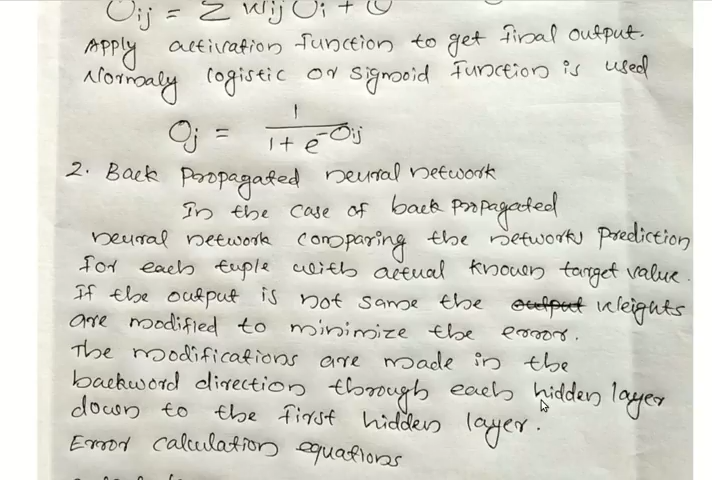 Oij = Σ Wij Oi + Θ
Apply activation function to get final output.
Normaly logistic or sigmoid function is used
Oj = 1 / 1 + e^-Oij
2. Back Propagated neural network
In the case of back propagated
neural network comparing the networks prediction
for each tuple with actual known target value.
If the output is not same the output weights
are modified to minimize the error.
The modifications are made in the
backword direction through each hidden layer
down to the first hidden layer.
Error calculation equations